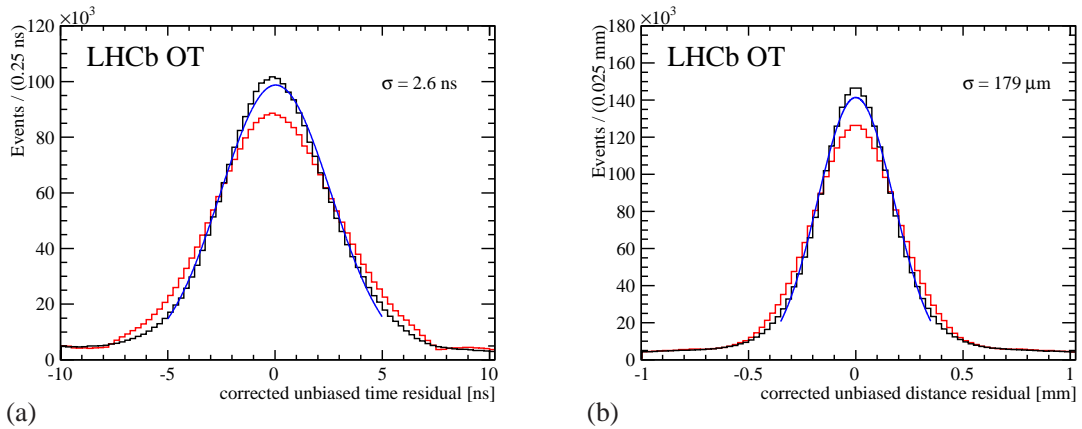 ×10³
120
100
80
60
40
20
0
Events / (0.25 ns)
LHCb OT
σ = 2.6 ns
-10 -5 0 5 10
corrected unbiased time residual [ns]
(a)
×10³
180
160
140
120
100
80
60
40
20
0
Events / (0.025 mm)
LHCb OT
σ = 179 μm
-1 -0.5 0 0.5 1
corrected unbiased distance residual [mm]
(b)